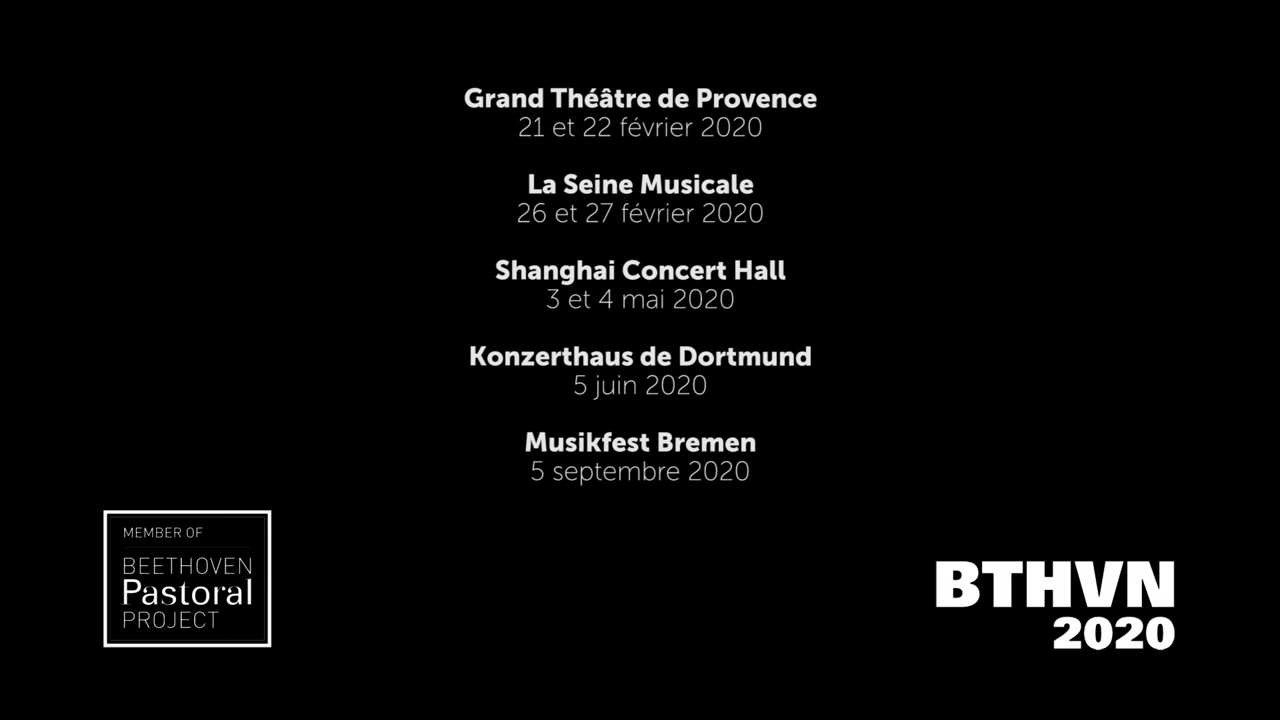 Grand Théâtre de Provence
21 et 22 février 2020
La Seine Musicale
26 et 27 février 2020
Shanghai Concert Hall
3 et 4 mai 2020
Konzerthaus de Dortmund
5 juin 2020
Musikfest Bremen
5 septembre 2020
MEMBER OF
BEETHOVEN
Pastoral
PROJECT
BTHVN
2020